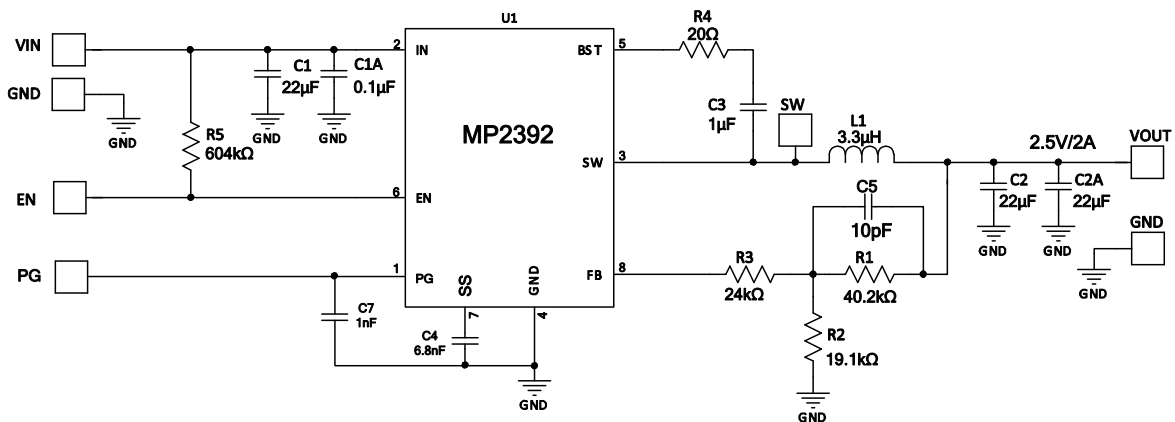 U1
VIN
2
IN
C1
22µF
C1A
0.1µF
GND
GND
GND
GND
R5
604kΩ
EN
6
EN
PG
1
PG
C7
1nF
MP2392
SS
7
GND
4
C4
6.8nF
GND
BST
5
R4
20Ω
C3
1µF
SW
SW
3
L1
3.3µH
2.5V/2A
VOUT
C2
22µF
C2A
22µF
GND
GND
GND
GND
C5
10pF
FB
8
R3
24kΩ
R1
40.2kΩ
R2
19.1kΩ
GND